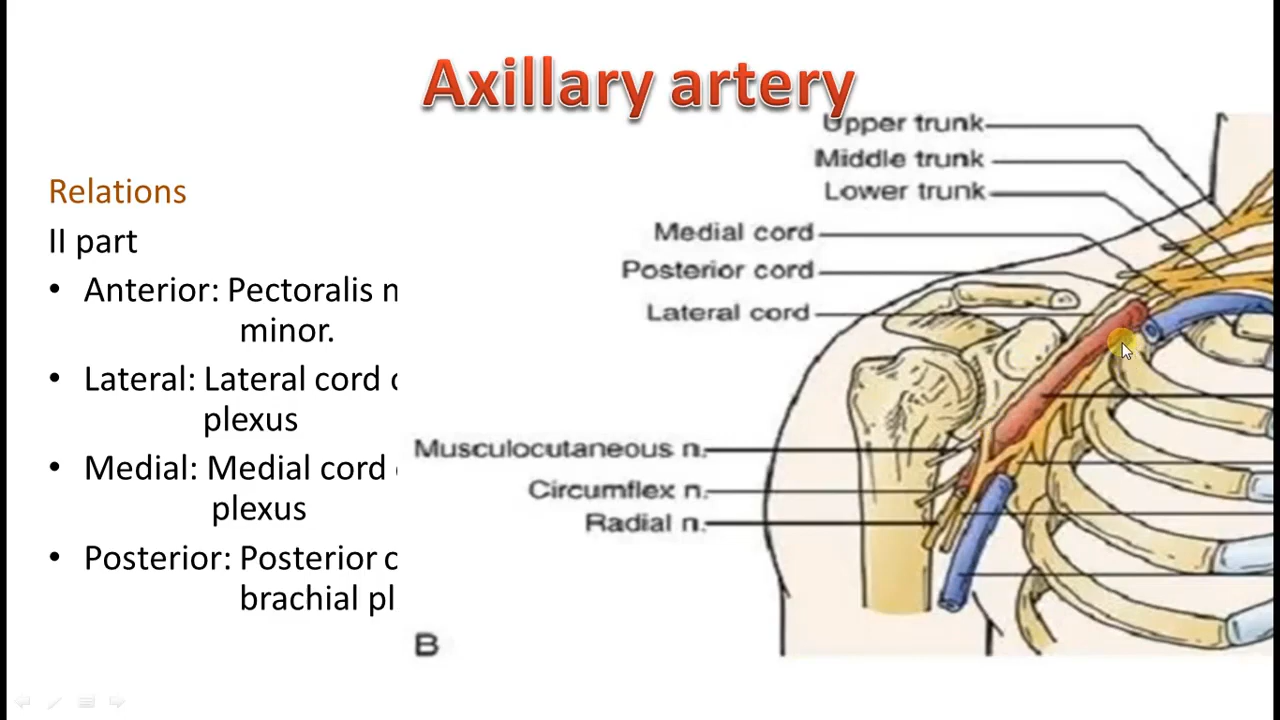 Axillary artery
Relations
II part
• Anterior: Pectoralis
minor.
• Lateral: Lateral cord
plexus
• Medial: Medial cord
plexus
• Posterior: Posterior
brachial
Upper trunk
Middle trunk
Lower trunk
Medial cord
Posterior cord
Lateral cord
Musculocutaneous n.
Circumflex n.
Radial n.
B